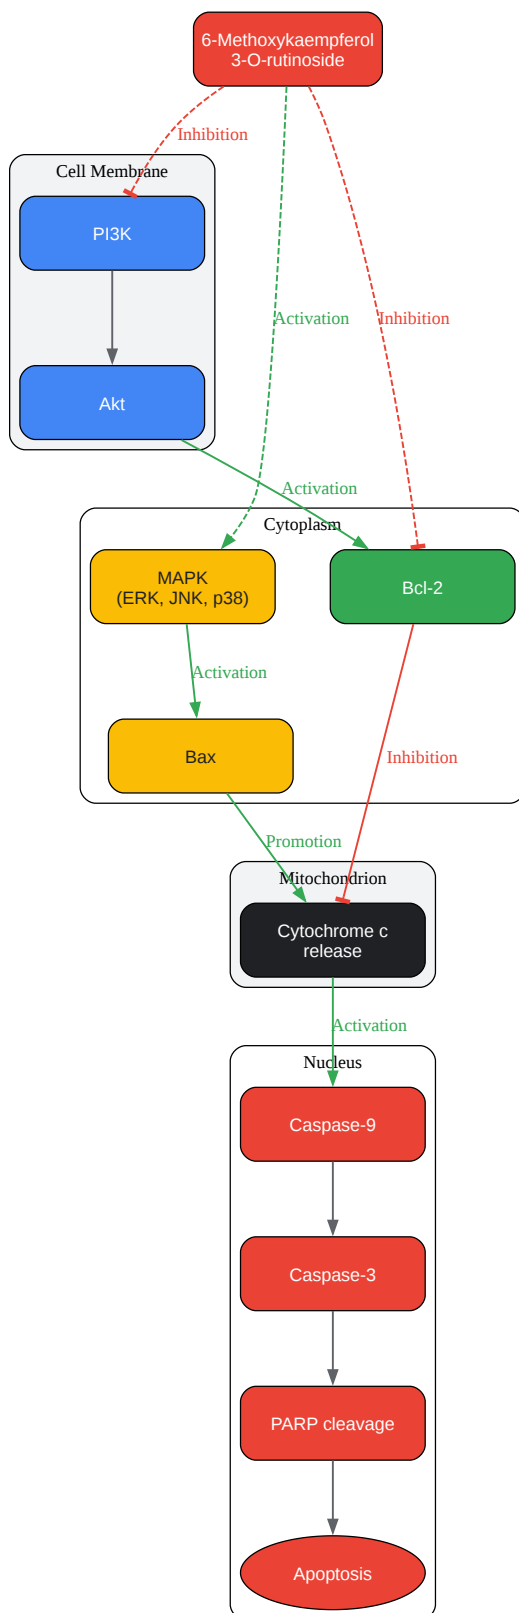 6-Methoxykaempferol
3-O-rutinoside
Inhibition
Cell Membrane
PI3K
Activation
Inhibition
Akt
Activation
Cytoplasm
MAPK
(ERK, JNK, p38)
Bcl-2
Activation
Bax
Inhibition
Promotion
Mitochondrion
Cytochrome c
release
Activation
Nucleus
Caspase-9
Caspase-3
PARP cleavage
Apoptosis